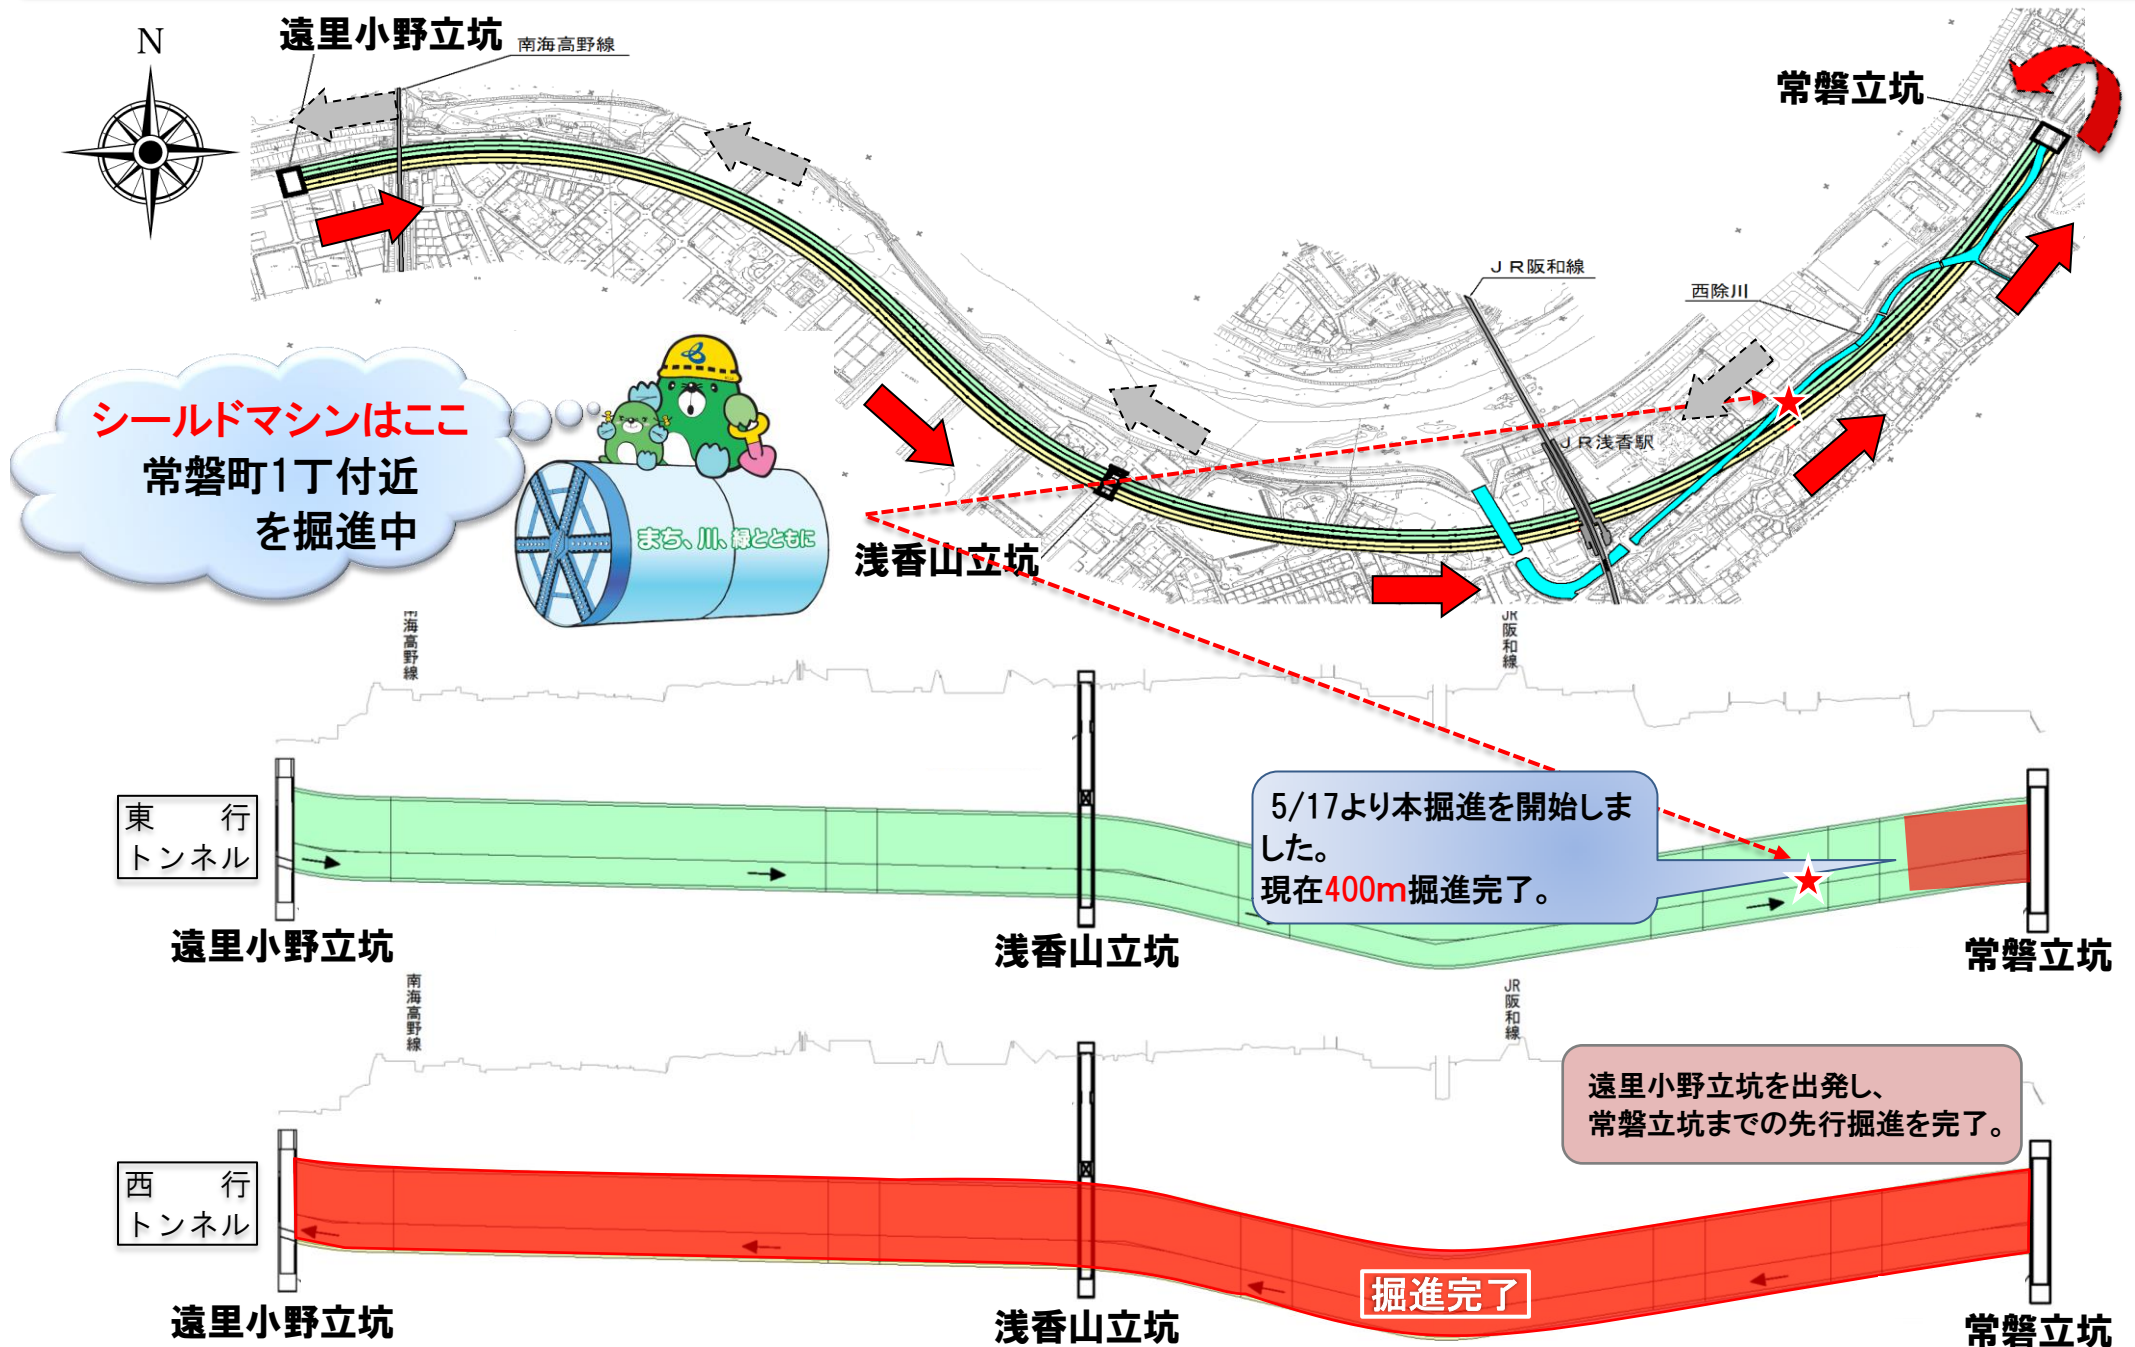 N
遠里小野立坑
南海高野線
常磐立坑
JR阪和線
西除川
シールドマシンはここ
常磐町1丁付近
を掘進中
まち、川、緑とともに
JR浅香駅
浅香山立坑
南海高野線
JR阪和線
東　行
トンネル
5/17より本掘進を開始しま
した。
現在400m掘進完了。
遠里小野立坑
浅香山立坑
常磐立坑
南海高野線
JR阪和線
遠里小野立坑を出発し、
常磐立坑までの先行掘進を完了。
西　行
トンネル
掘進完了
遠里小野立坑
浅香山立坑
常磐立坑